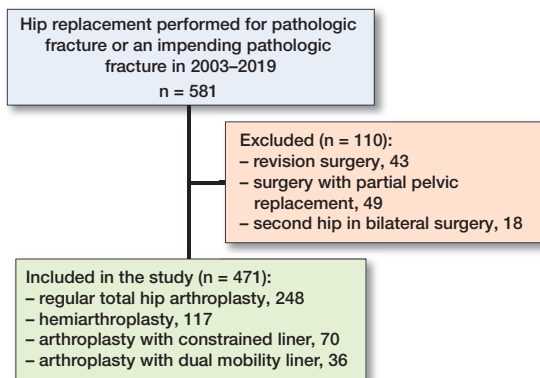 Hip replacement performed for pathologic
fracture or an impending pathologic
fracture in 2003–2019
n = 581
Excluded (n = 110):
– revision surgery, 43
– surgery with partial pelvic
replacement, 49
– second hip in bilateral surgery, 18
Included in the study (n = 471):
– regular total hip arthroplasty, 248
– hemiarthroplasty, 117
– arthroplasty with constrained liner, 70
– arthroplasty with dual mobility liner, 36